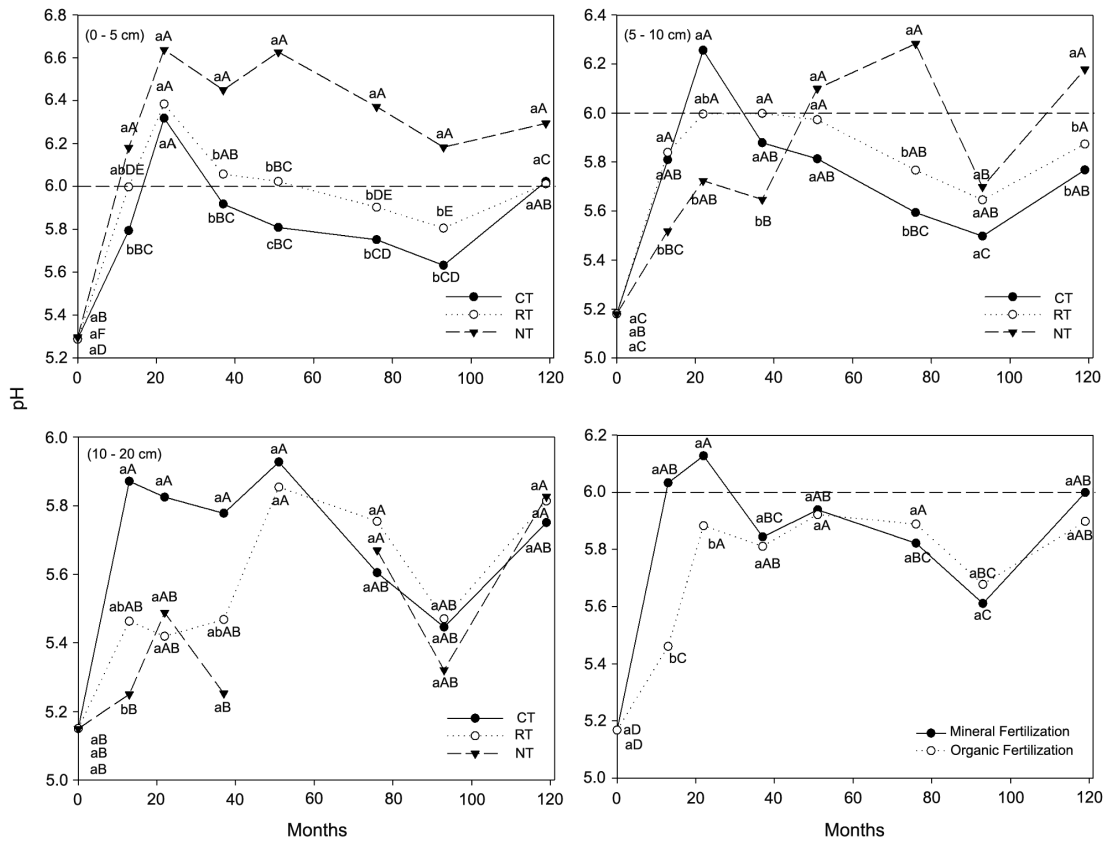 (0 - 5 cm)
6.8
6.6
6.4
6.2
6.0
5.8
5.6
5.4
5.2
aA
aA
aA
aA
aA
aA
aA
aA
aA
abDE
bAB
bBC
bDE
bE
aC
aAB
bBC
bBC
cBC
bCD
bCD
aB
aF
aD
CT
RT
NT
0 20 40 60 80 100 120
(5 - 10 cm)
6.4
6.2
6.0
5.8
5.6
5.4
5.2
5.0
aA
abA
aA
aA
aA
aA
aA
aA
bA
aAB
aAB
aAB
bAB
bAB
bB
bBC
bBC
aB
aAB
aC
bAB
aC
aB
aC
CT
RT
NT
0 20 40 60 80 100 120
pH
(10 - 20 cm)
6.0
5.8
5.6
5.4
5.2
5.0
aA
aA
aA
aA
aA
aA
aA
aA
aA
aAB
abAB
aAB
aAB
abAB
aAB
aAB
aAB
aAB
bB
aB
aB
aB
aB
CT
RT
NT
0 20 40 60 80 100 120
Months
6.2
6.0
5.8
5.6
5.4
5.2
5.0
aAB
aA
bA
aBC
aAB
aAB
aA
aA
aBC
aBC
aC
aAB
aAB
bC
aD
aD
Mineral Fertilization
Organic Fertilization
0 20 40 60 80 100 120
Months